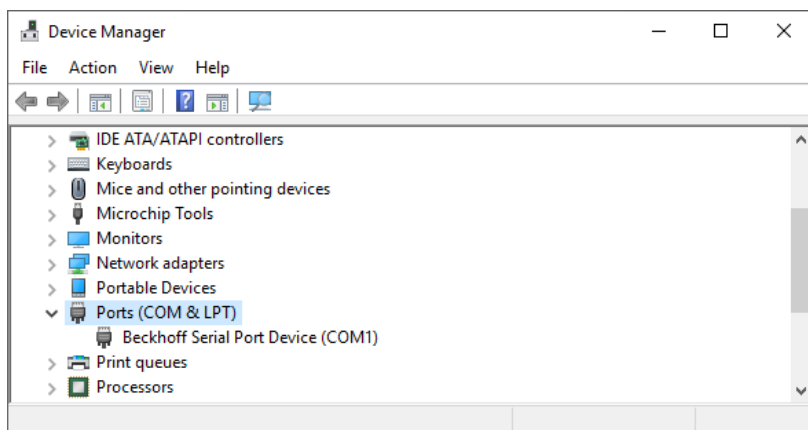 Device Manager
File Action View Help
IDE ATA/ATAPI controllers
Keyboards
Mice and other pointing devices
Microchip Tools
Monitors
Network adapters
Portable Devices
Ports (COM & LPT)
Beckhoff Serial Port Device (COM1)
Print queues
Processors